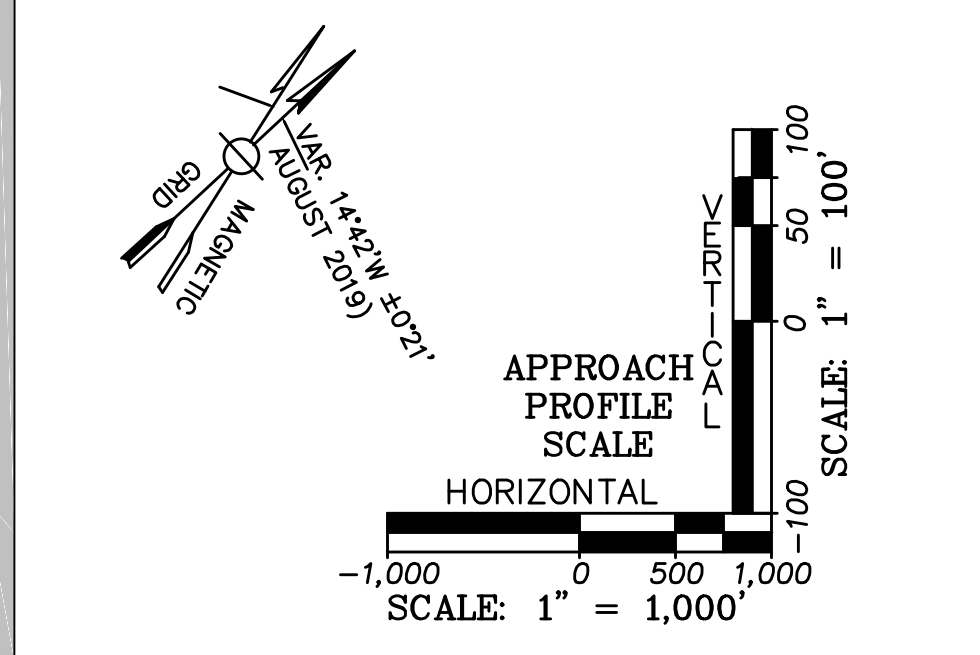 GRID
MAGNETIC
VAR. 14°42'W ±0°21'
AUGUST 2019)
APPROACH
PROFILE
SCALE
VERTICAL
100
50
0
-100
SCALE: 1" = 100'
HORIZONTAL
-1,000 0 500 1,000
SCALE: 1" = 1,000'